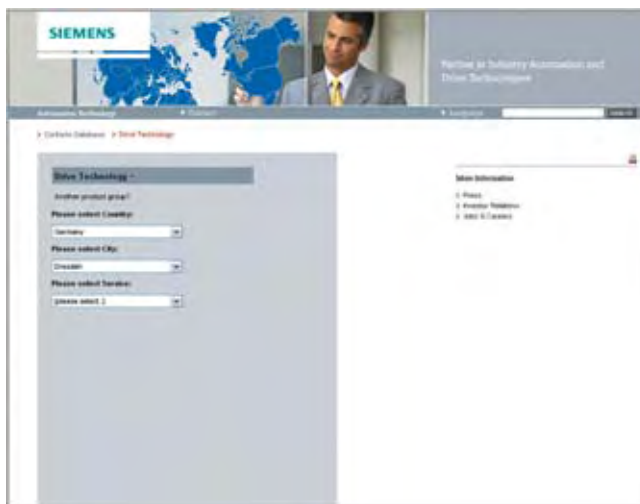 SIEMENS
Partner in Industry Automation and
Drive Technologies
Automation Technology
Contact
> Contacts Database > Drive Technology
Drive Technology -
Another product group?
Please select Country:
Germany
Please select City:
Dresden
Please select Service:
(please select..)
More Information
> Press
> Investor Relations
> Jobs & Careers